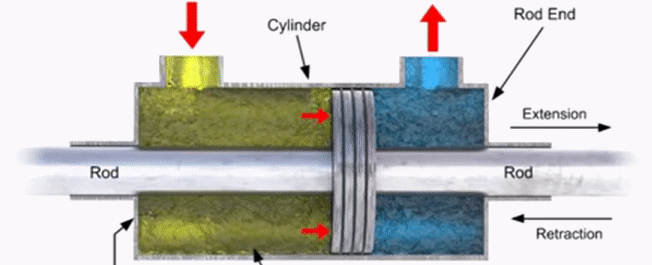 Cylinder
Rod End
Extension
Rod
Rod
Retraction